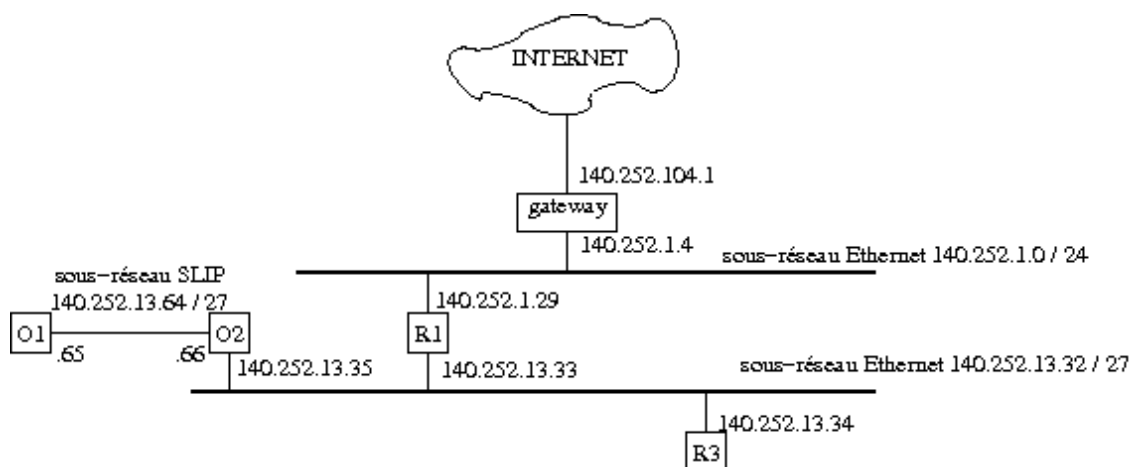 INTERNET
140.252.104.1
gateway
140.252.1.4
sous-réseau Ethernet 140.252.1.0 / 24
sous-réseau SLIP
140.252.13.64 / 27
140.252.1.29
O1
O2
R1
.65
.66
140.252.13.35
140.252.13.33
sous-réseau Ethernet 140.252.13.32 / 27
140.252.13.34
R3